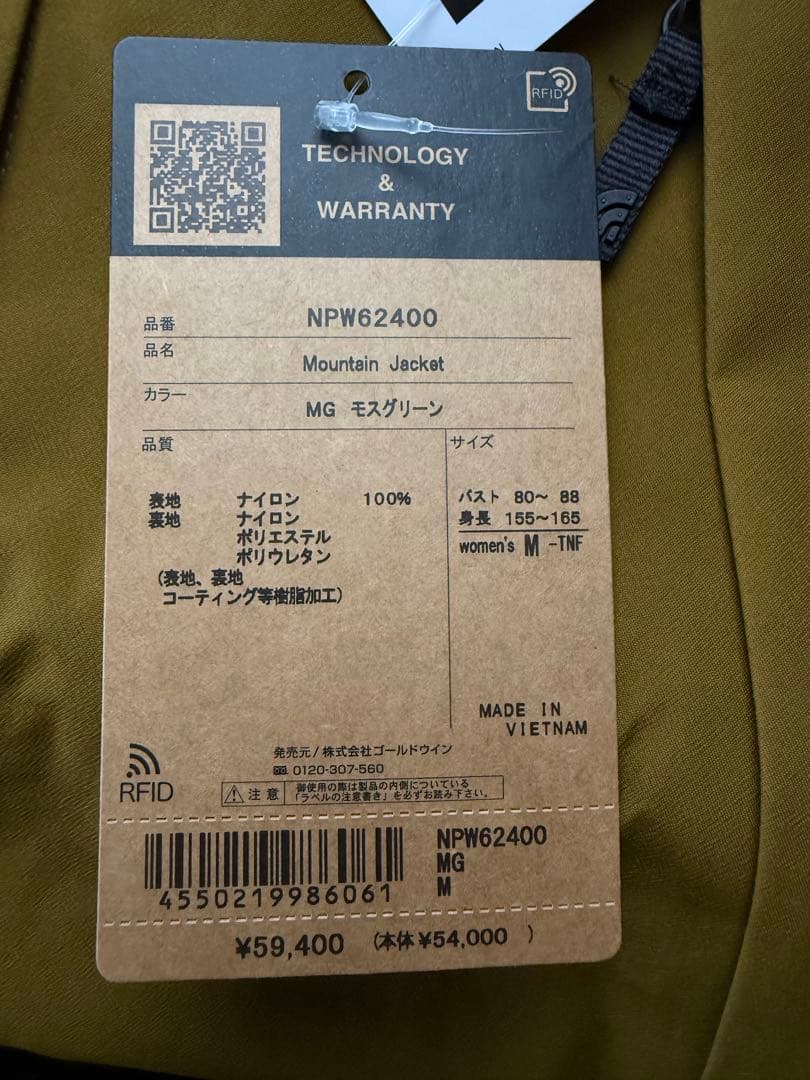 RFID
TECHNOLOGY
&
WARRANTY
品番 NPW62400
品名 Mountain Jacket
カラー MG モスグリーン
品質
表地 ナイロン 100%
裏地 ナイロン
ポリエステル
ポリウレタン
(表地、裏地
コーティング等樹脂加工)
サイズ
バスト 80〜 88
身長 155〜165
women's M -TNF
MADE IN
VIETNAM
RFID
発売元/株式会社ゴールドウイン
0120-307-560
注意 御使用の際は製品の内側についている
「ラベルの注意書き」を必ずお読み下さい。
4550219986061
NPW62400
MG
M
¥59,400 (本体¥54,000 )